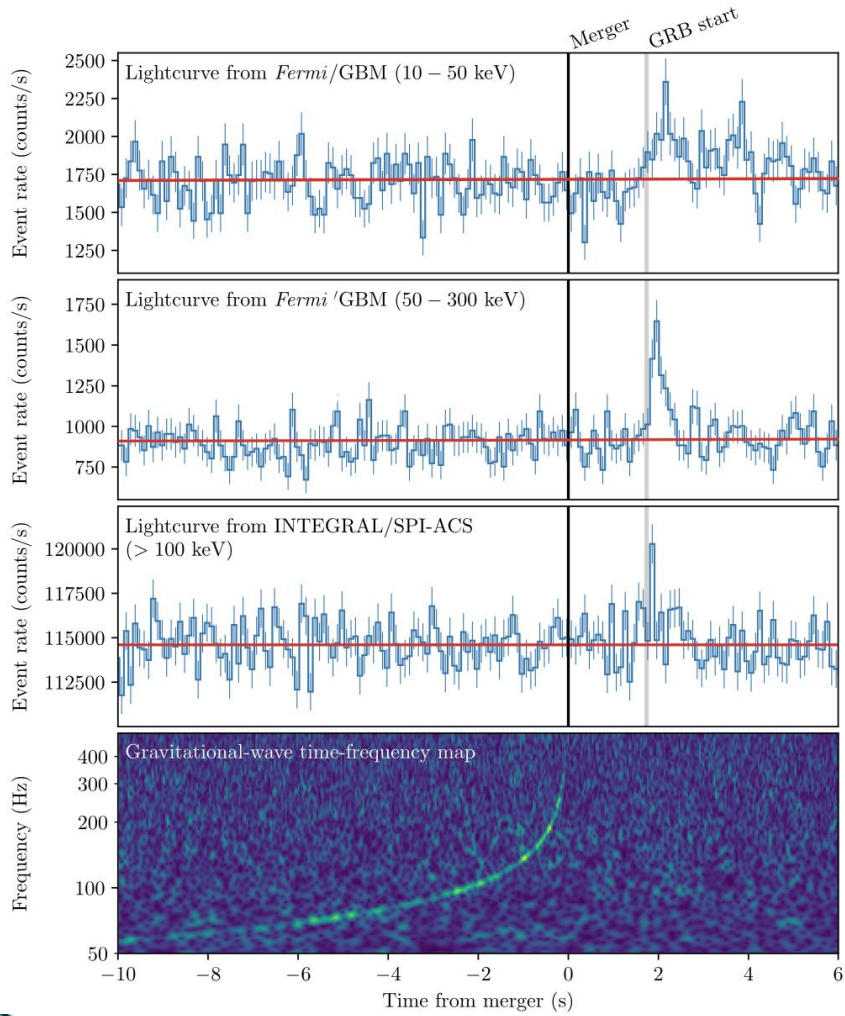 Merger
GRB start
Lightcurve from Fermi/GBM (10 − 50 keV)
Event rate (counts/s)
2500
2250
2000
1750
1500
1250
Lightcurve from Fermi ′GBM (50 − 300 keV)
Event rate (counts/s)
1750
1500
1250
1000
750
Lightcurve from INTEGRAL/SPI-ACS
(> 100 keV)
Event rate (counts/s)
120000
117500
115000
112500
Gravitational-wave time-frequency map
Frequency (Hz)
400
300
200
100
50
−10 −8 −6 −4 −2 0 2 4 6
Time from merger (s)